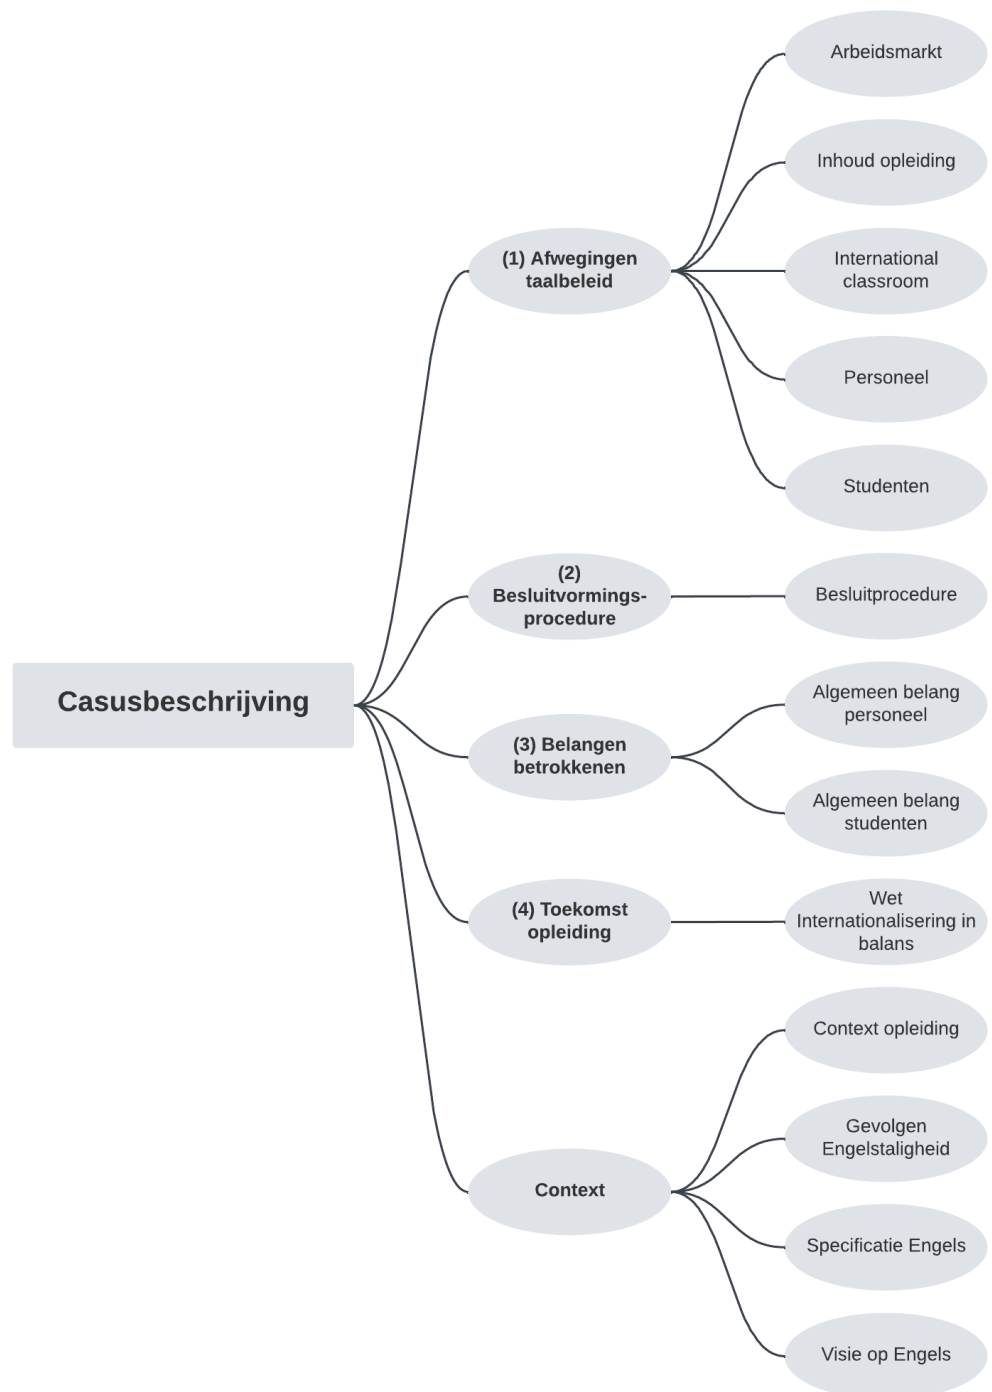 Arbeidsmarkt
Inhoud opleiding
(1) Afwegingen
taalbeleid
International
classroom
Personeel
Studenten
(2)
Besluitvormings-
procedure
Besluitprocedure
Casusbeschrijving
(3) Belangen
betrokkenen
Algemeen belang
personeel
Algemeen belang
studenten
(4) Toekomst
opleiding
Wet
Internationalisering in
balans
Context
Context opleiding
Gevolgen
Engelstaligheid
Specificatie Engels
Visie op Engels